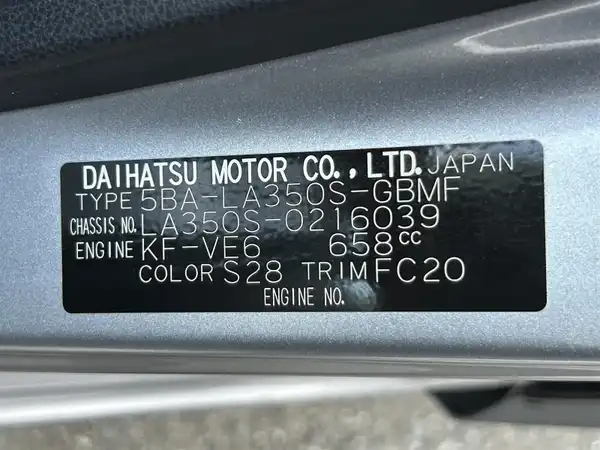 DAIHATSU MOTOR CO.,LTD. JAPAN
TYPE 5BA-LA350S-GBMF
CHASSIS NO. LA350S-0216039
ENGINE KF-VE6 658cc
COLOR S28 TRIM FC20
ENGINE NO.